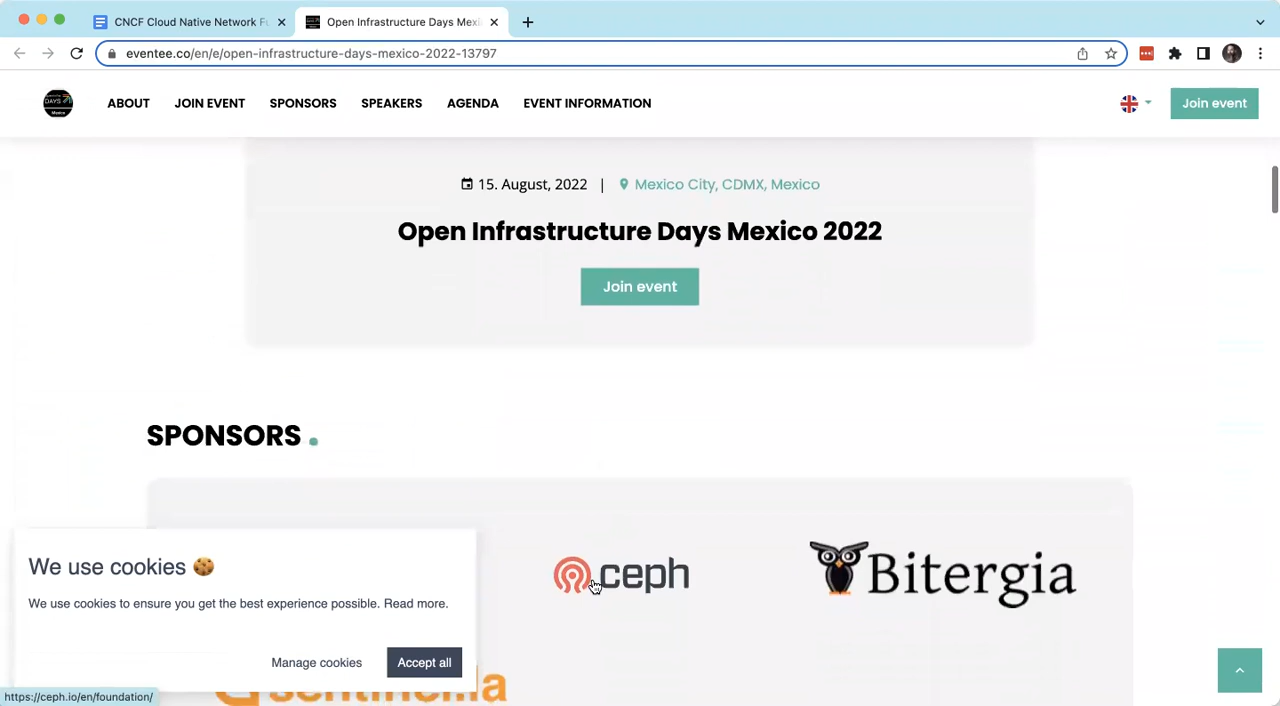 CNCF Cloud Native Network F
Open Infrastructure Days Mexi
eventee.co/en/e/open-infrastructure-days-mexico-2022-13797
DAYS
Mexico
ABOUT
JOIN EVENT
SPONSORS
SPEAKERS
AGENDA
EVENT INFORMATION
Join event
15. August, 2022 | Mexico City, CDMX, Mexico
Open Infrastructure Days Mexico 2022
Join event
SPONSORS .
ceph
Bitergia
We use cookies 🍪
We use cookies to ensure you get the best experience possible. Read more.
Manage cookies
Accept all
https://ceph.io/en/foundation/